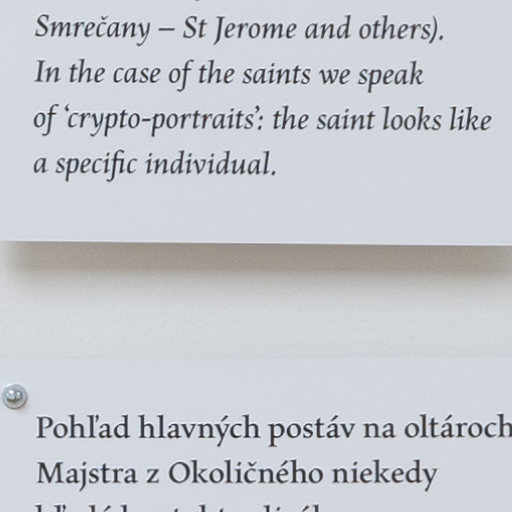 Smrečany – St Jerome and others).
In the case of the saints we speak
of ‘crypto-portraits’: the saint looks like
a specific individual.
Pohľad hlavných postáv na oltároch
Majstra z Okoličného niekedy